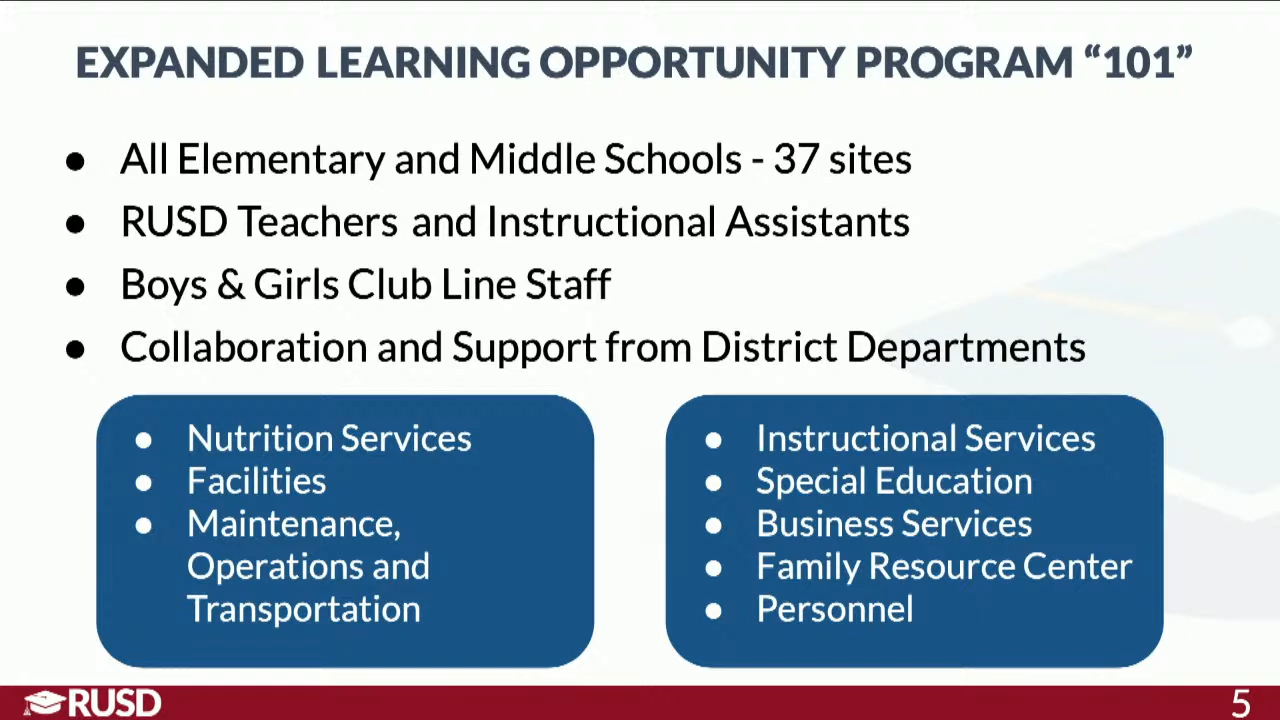 EXPANDED LEARNING OPPORTUNITY PROGRAM “101”
● All Elementary and Middle Schools - 37 sites
● RUSD Teachers and Instructional Assistants
● Boys & Girls Club Line Staff
● Collaboration and Support from District Departments
● Nutrition Services
● Facilities
● Maintenance,
Operations and
Transportation
● Instructional Services
● Special Education
● Business Services
● Family Resource Center
● Personnel
RUSD
5